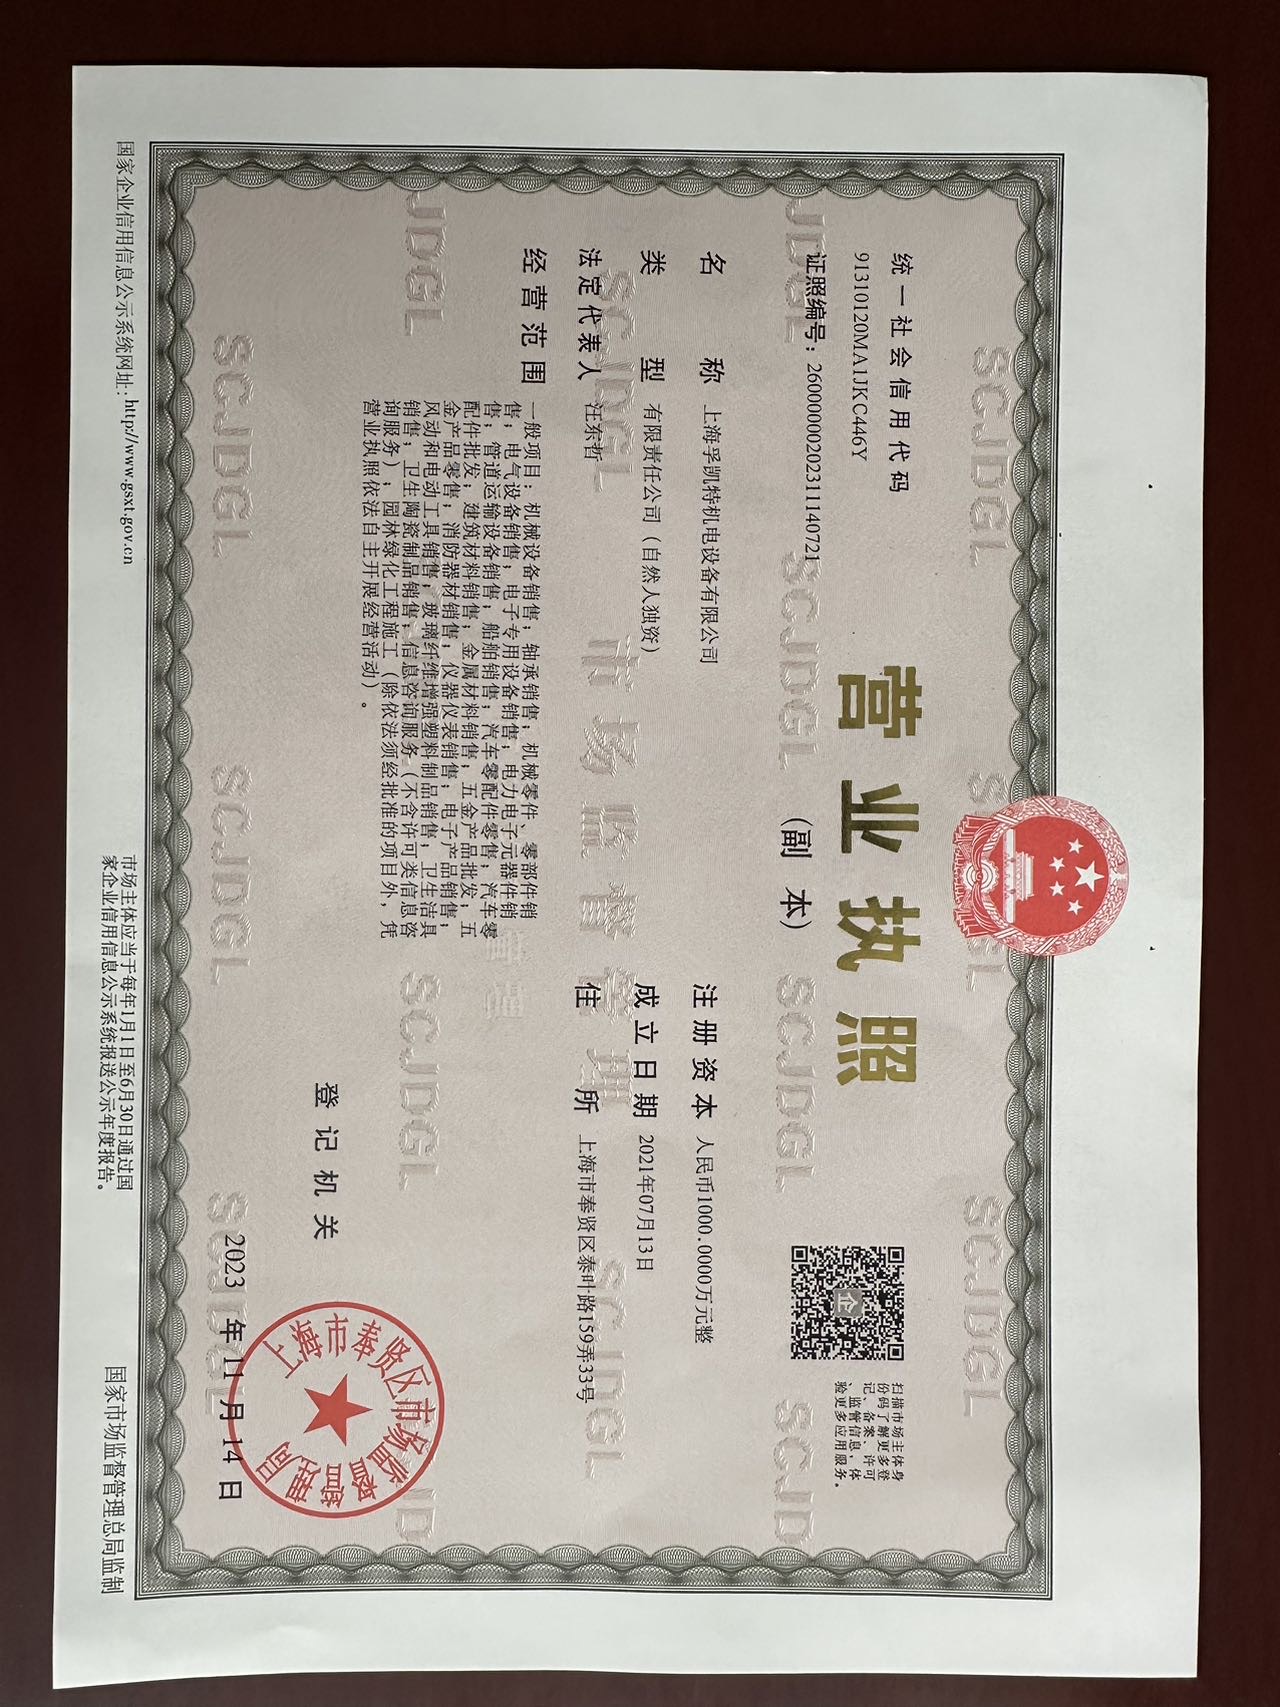 统一社会信用代码
91310120MA1JKC446Y
证照编号：26000000202311140721
营业执照
（副 本）
扫描市场主体身
份码了解更多登
记、备案、许可
、监管信息、体
验更多应用服务。
名称 上海孚凯特机电设备有限公司
类型 有限责任公司（自然人独资）
法定代表人 汪东哲
经营范围 一般项目：机械设备销售；轴承销售；机械零件、零部件销
售；电气设备销售；电子专用设备销售；电力电子元器件销
售；管道运输设备销售；船舶销售；汽车零配件零售；汽车零
配件批发；建筑材料销售；金属材料销售；五金产品批发；五
金产品零售；消防器材销售；仪器仪表销售；电子产品销售；
风动和电动工具销售；玻璃纤维增强塑料制品销售；卫生洁具
销售；卫生陶瓷制品销售；信息咨询服务（不含许可类信息咨
询服务）；园林绿化工程施工（除依法须经批准的项目外，凭
营业执照依法自主开展经营活动）。
注册资本 人民币1000.0000万元整
成立日期 2021年07月13日
住所 上海市奉贤区泰叶路159弄33号
登记机关
上海市奉贤区市场监督管理局
2023 年 11 月 14 日
国家企业信用信息公示系统网址：http://www.gsxt.gov.cn
市场主体应当于每年1月1日至6月30日通过国
家企业信用信息公示系统报送公示年度报告。
国家市场监督管理总局监制